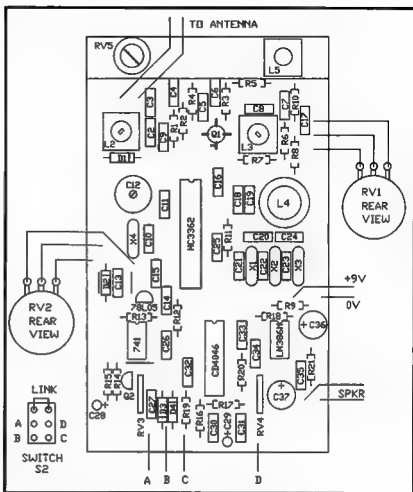 TO ANTENNA
RV5
L5
R5
C3
C4
C5
C6
R4
R3
C8
C7
R10
C17
L2
C2
C9
R1
R2
Q1
L3
R6
R8
D1
R7
C12
C11
MC3362
C16
C18
C19
L4
RV1
REAR
VIEW
X4
C10
C25
R11
C20
C24
C21
X1
C22
X2
C23
X3
+9V
0V
RV2
REAR
VIEW
D2
C13
C15
78L05
C14
R13
R12
R9
R18
C36
741
C26
CD4046
C33
C34
LM386N
R20
C35
R21
SPKR
LINK
A
D
B
C
SWITCH
S2
R15
R14
Q2
C28
C32
C37
RV3
C27
D3
D4
R19
R16
R17
C30
C29
C31
RV4
A
B
C
D